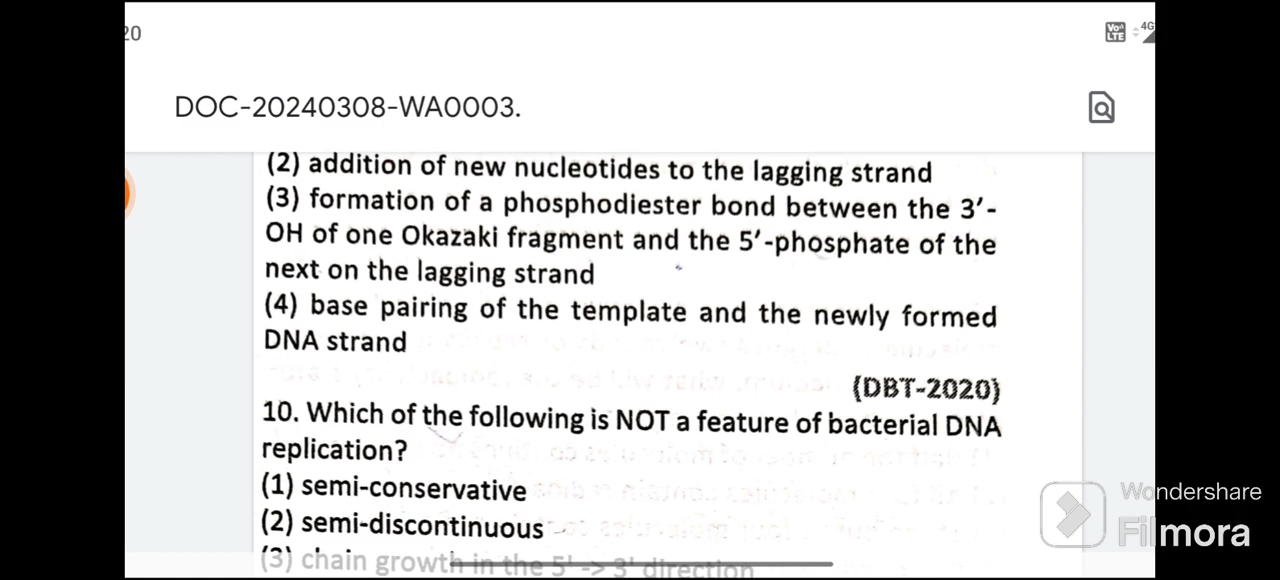 20
Vo LTE 4G
DOC-20240308-WA0003.
(2) addition of new nucleotides to the lagging strand
(3) formation of a phosphodiester bond between the 3′-
OH of one Okazaki fragment and the 5′-phosphate of the
next on the lagging strand
(4) base pairing of the template and the newly formed
DNA strand
(DBT-2020)
10. Which of the following is NOT a feature of bacterial DNA
replication?
(1) semi-conservative
(2) semi-discontinuous
(3) chain growth in the 5' -> 3' direction
Wondershare
Filmora